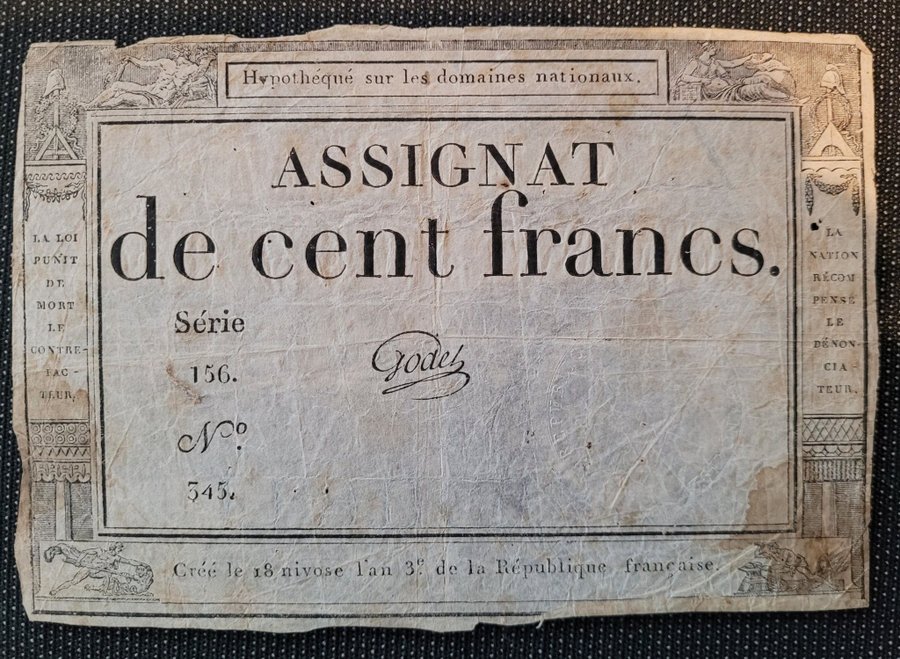 Hypothéqué sur les domaines nationaux.
ASSIGNAT
de cent francs.
LA LOI
PUNIT
DE
MORT
LE
CONTRE-
FAC-
TEUR.
Série
156.
Godet
Nº.
345.
LA
NATION
RÉCOM
PENSE
LE
DÉNON-
CIA-
TEUR.
Créé le 18 nivose l'an 3e. de la République française.